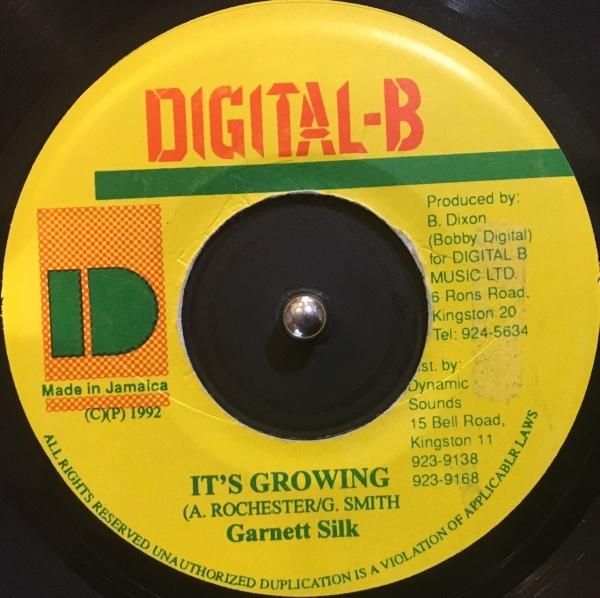 DIGITAL-B
Produced by:
B. Dixon
(Bobby Digital)
for DIGITAL B
MUSIC LTD.
6 Rons Road,
Kingston 20
Tel: 924-5634
ist. by:
Dynamic
Sounds
15 Bell Road,
Kingston 11
923-9138
923-9168
D
Made in Jamaica
(C)(P) 1992
IT'S GROWING
(A. ROCHESTER/G. SMITH
Garnett Silk
ALL RIGHTS RESERVED UNAUTHORIZED DUPLICATION IS A VIOLATION OF APPLICABLR LAWS